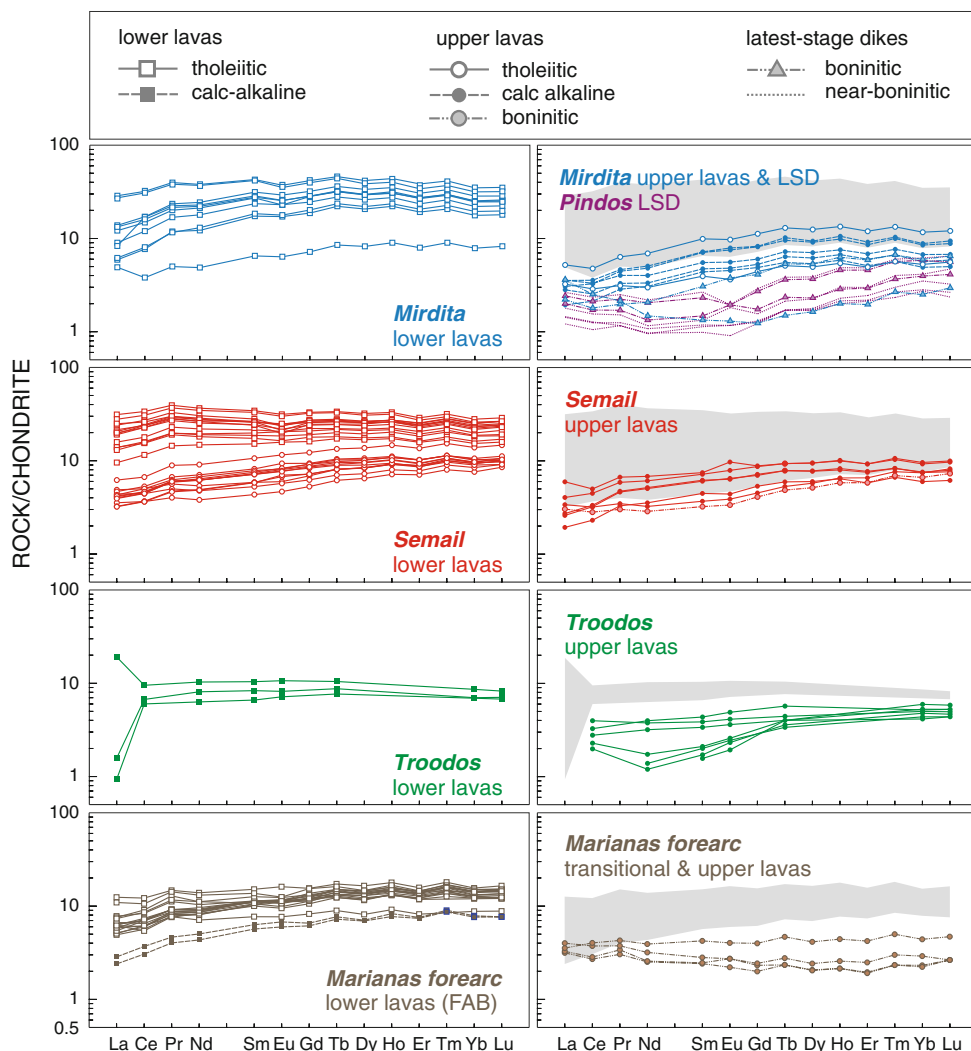 lower lavas
tholeiitic
calc-alkaline
upper lavas
tholeiitic
calc alkaline
boninitic
latest-stage dikes
boninitic
near-boninitic
ROCK/CHONDRITE
100
10
1
Mirdita
lower lavas
Mirdita upper lavas & LSD
Pindos LSD
100
10
1
Semail
lower lavas
Semail
upper lavas
100
10
1
Troodos
lower lavas
Troodos
upper lavas
100
10
1
0.5
Marianas forearc
lower lavas (FAB)
Marianas forearc
transitional & upper lavas
La Ce Pr Nd Sm Eu Gd Tb Dy Ho Er Tm Yb Lu
La Ce Pr Nd Sm Eu Gd Tb Dy Ho Er Tm Yb Lu